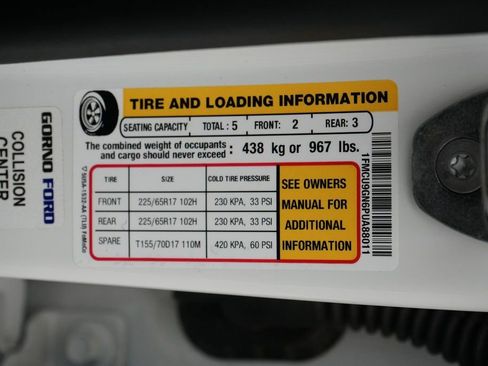 TIRE AND LOADING INFORMATION
SEATING CAPACITY TOTAL : 5 FRONT: 2 REAR: 3
The combined weight of occupants
and cargo should never exceed : 438 kg or 967 lbs.
TIRE SIZE COLD TIRE PRESSURE
FRONT 225/65R17 102H 230 KPA, 33 PSI
REAR 225/65R17 102H 230 KPA, 33 PSI
SPARE T155/70D17 110M 420 KPA, 60 PSI
SEE OWNERS
MANUAL FOR
ADDITIONAL
INFORMATION
GORNO FORD
COLLISION
CENTER